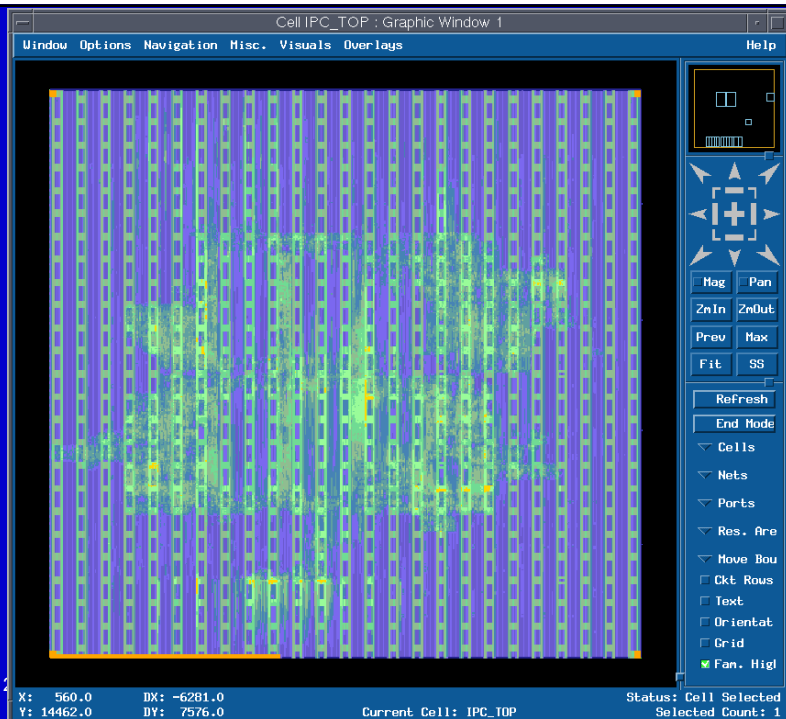 Cell IPC_TOP : Graphic Window 1
Window Options Navigation Misc. Visuals Overlays Help
Mag Pan
ZmIn ZmOut
Prev Max
Fit SS
Refresh
End Mode
Cells
Nets
Ports
Res. Are
Move Bou
Ckt Rows
Text
Orientat
Grid
Fam. Higl
X: 560.0 DX: -6281.0 Status: Cell Selected
Y: 14462.0 DY: 7576.0 Current Cell: IPC_TOP Selected Count: 1